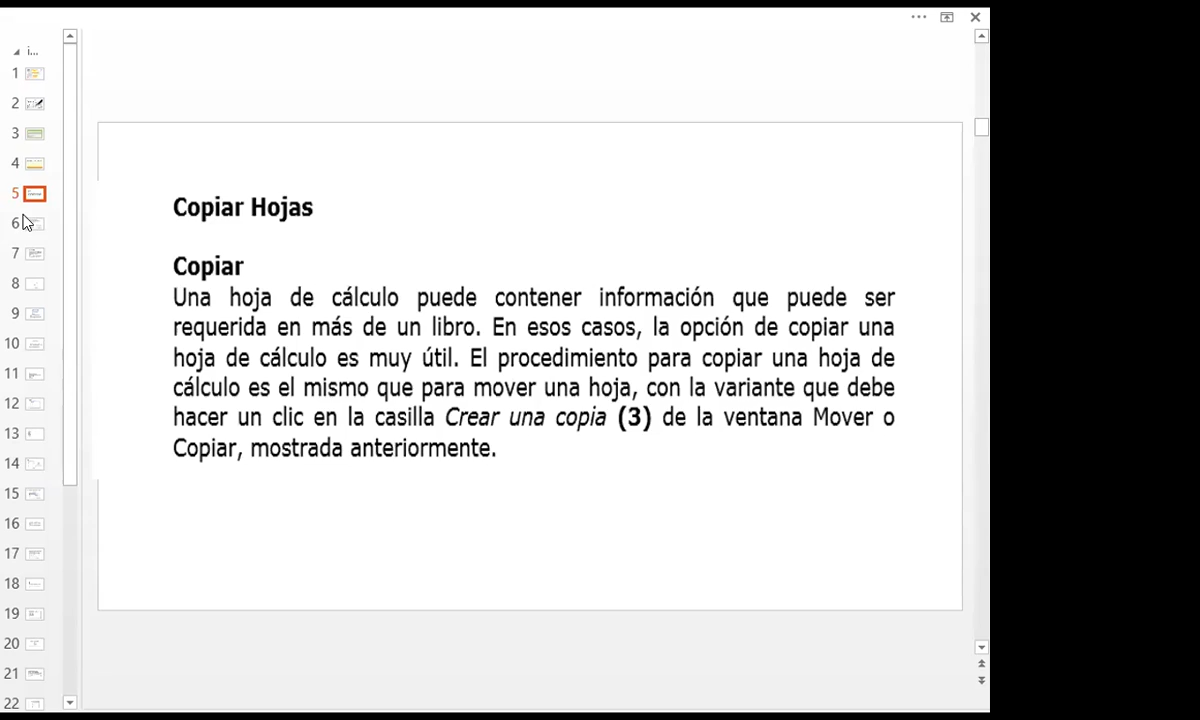 i...
1
2
3
4
5
6
7
8
9
10
11
12
13
14
15
16
17
18
19
20
21
22
Copiar Hojas
Copiar
Una hoja de cálculo puede contener información que puede ser
requerida en más de un libro. En esos casos, la opción de copiar una
hoja de cálculo es muy útil. El procedimiento para copiar una hoja de
cálculo es el mismo que para mover una hoja, con la variante que debe
hacer un clic en la casilla Crear una copia (3) de la ventana Mover o
Copiar, mostrada anteriormente.